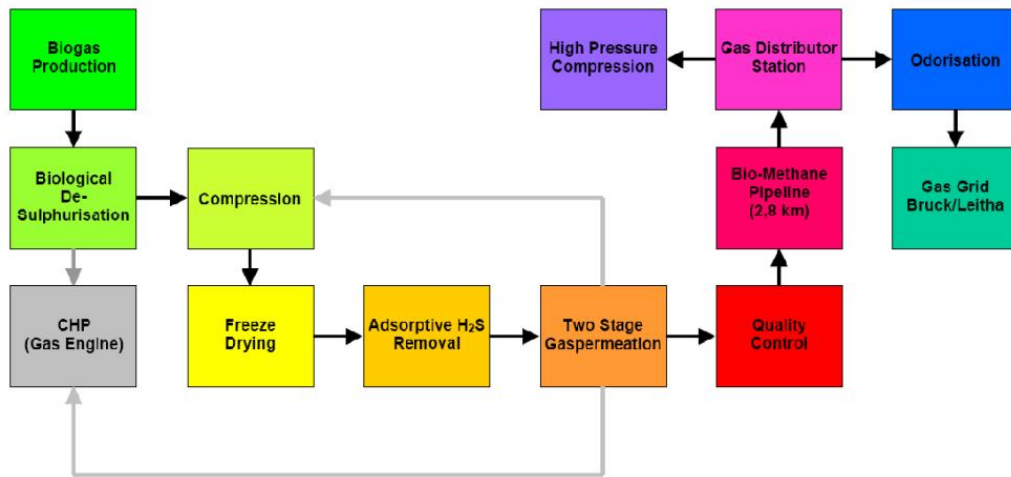 Biogas
Production
High Pressure
Compression
Gas Distributor
Station
Odorisation
Biological
De-
Sulphurisation
Compression
Bio-Methane
Pipeline
(2,8 km)
Gas Grid
Bruck/Leitha
CHP
(Gas Engine)
Freeze
Drying
Adsorptive H₂S
Removal
Two Stage
Gaspermeation
Quality
Control